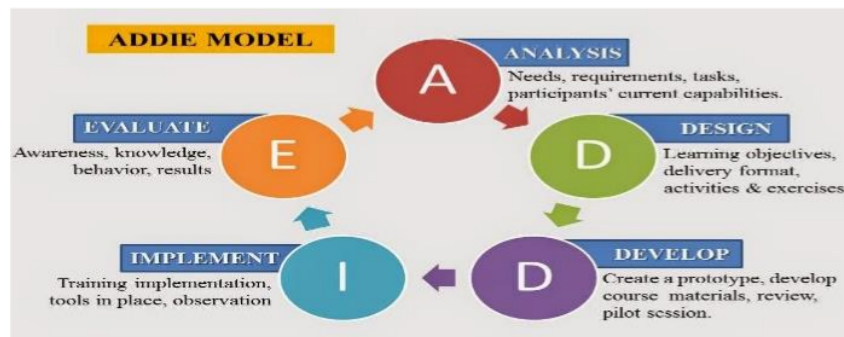 ADDIE MODEL
A
ANALYSIS
Needs, requirements, tasks,
participants' current capabilities.
D
DESIGN
Learning objectives,
delivery format,
activities & exercises
D
DEVELOP
Create a prototype, develop
course materials, review,
pilot session.
I
IMPLEMENT
Training implementation,
tools in place, observation
E
EVALUATE
Awareness, knowledge,
behavior, results